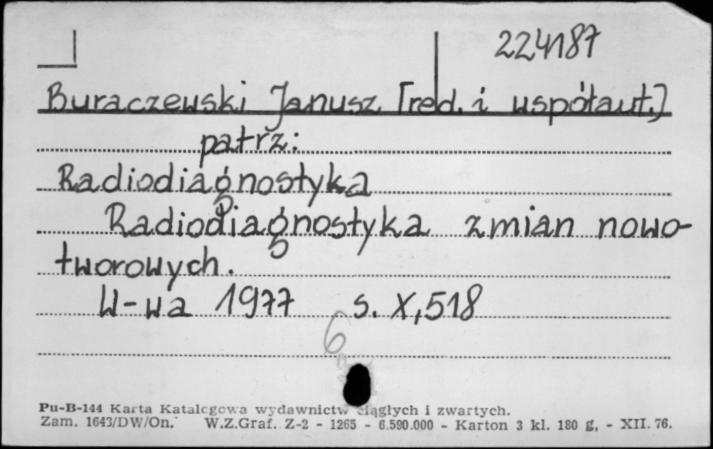 224187
Buraczewski Janusz [red. i współaut.]
patrz:
Radiodiagnostyka
Radiodiagnostyka zmian nowo-
tworowych.
W-wa 1977 s. X, 518
6
Pu-B-144 Karta Katalogowa wydawnictw ciągłych i zwartych.
Zam. 1643/DW/On. W.Z.Graf. Z-2 - 1265 - 6.590.000 - Karton 3 kl. 180 g, - XII. 76.